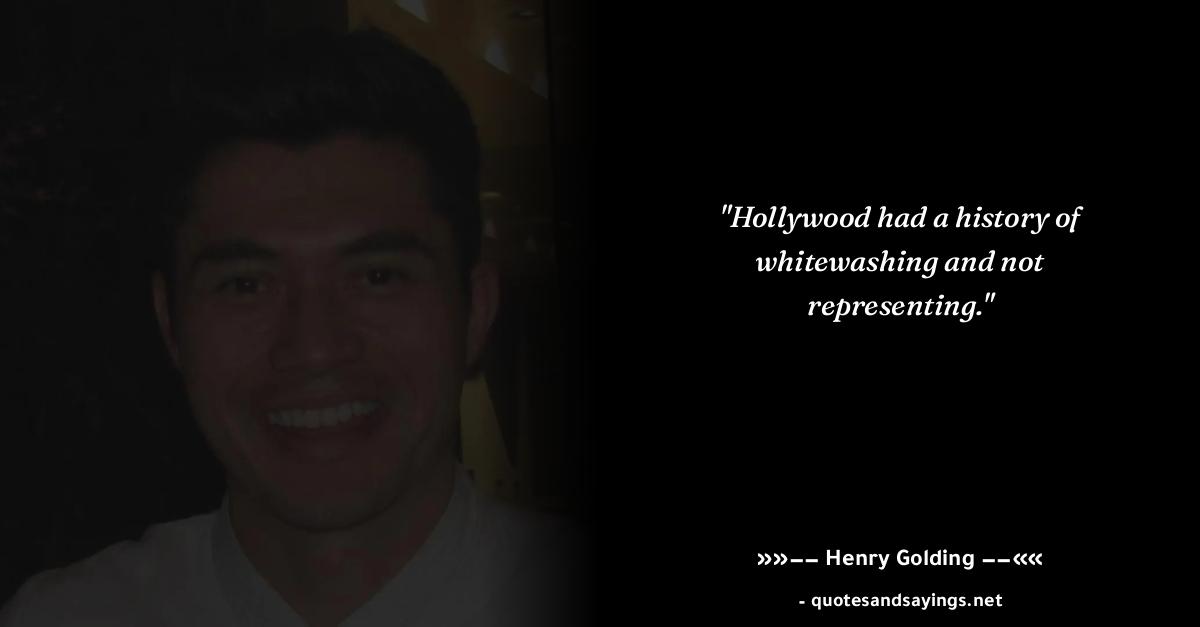 "Hollywood had a history of
whitewashing and not
representing."
»»−− Henry Golding −−««
- quotesandsayings.net